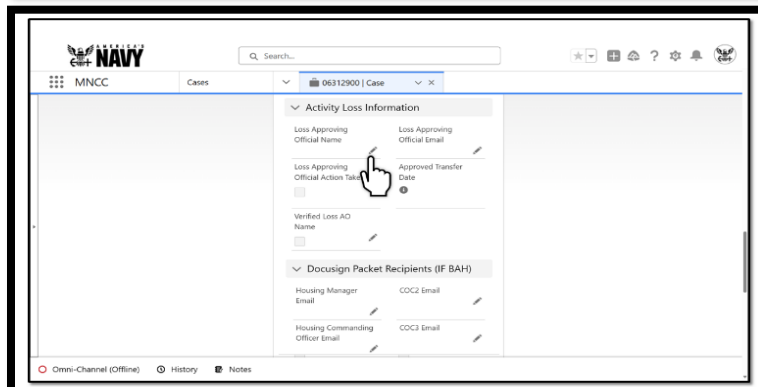 AMERICA'S
NAVY
Search...
MNCC
Cases
06312900 | Case
Activity Loss Information
Loss Approving
Official Name
Loss Approving
Official Email
Loss Approving
Official Action Take
Approved Transfer
Date
Verified Loss AO
Name
Docusign Packet Recipients (IF BAH)
Housing Manager
Email
COC2 Email
Housing Commanding
Officer Email
COC3 Email
Omni-Channel (Offline)
History
Notes